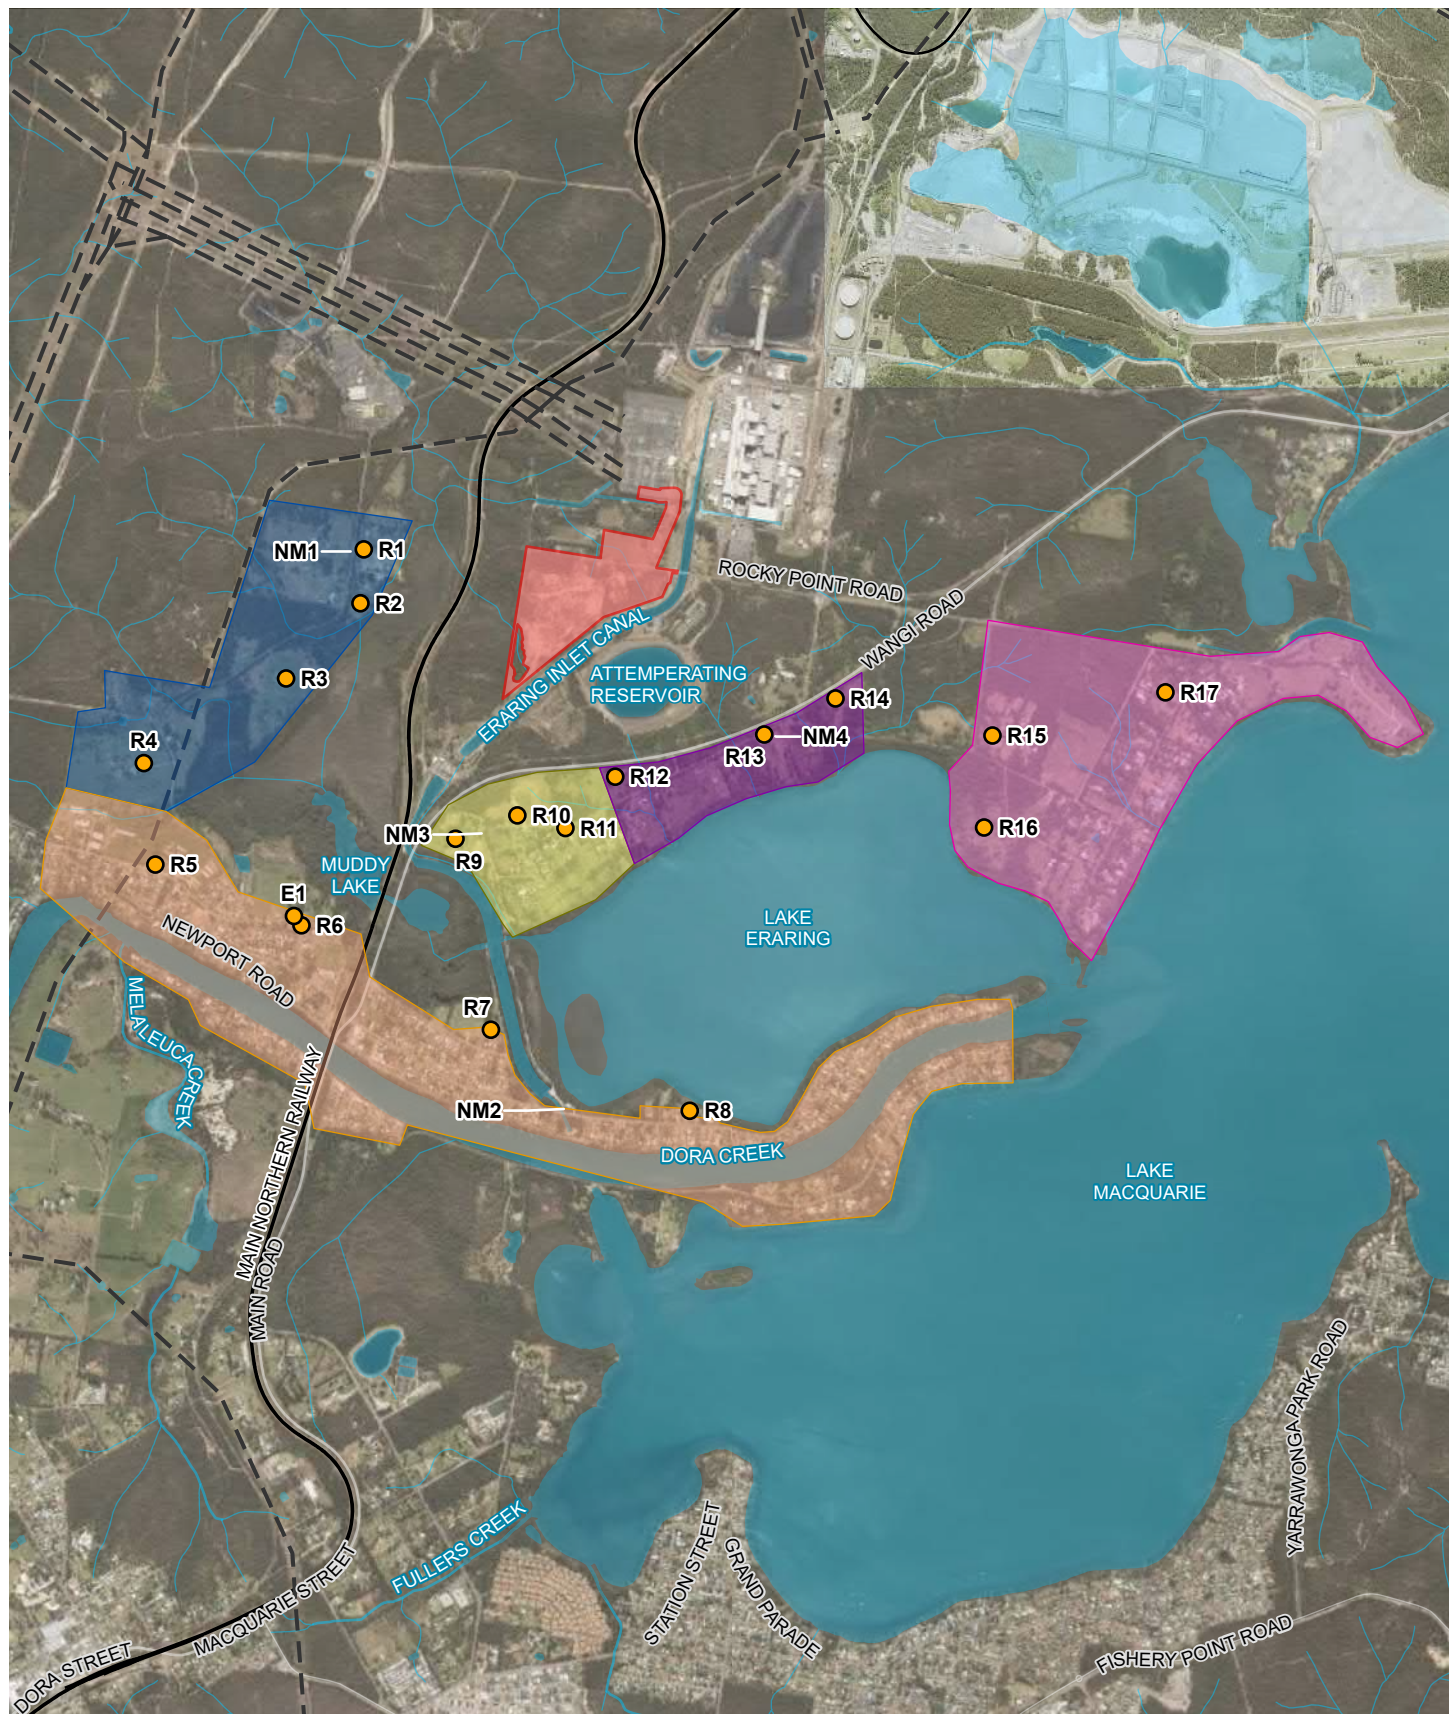 NM1
R1
R2
ROCKY POINT ROAD
WANGI ROAD
ERARING INLET CANAL
ATTEMPERATING
RESERVOIR
R3
R17
R14
R4
R15
NM4
R13
R12
R10
R11
NM3
R9
R16
MUDDY
LAKE
R5
E1
R6
LAKE
ERARING
NEWPORT ROAD
MELALEUCA CREEK
R7
NM2
R8
DORA CREEK
LAKE
MACQUARIE
MAIN NORTHERN RAILWAY
MAIN ROAD
YARRAWONGA PARK ROAD
FULLERS CREEK
STATION STREET
GRAND PARADE
MACQUARIE STREET
DORA STREET
FISHERY POINT ROAD